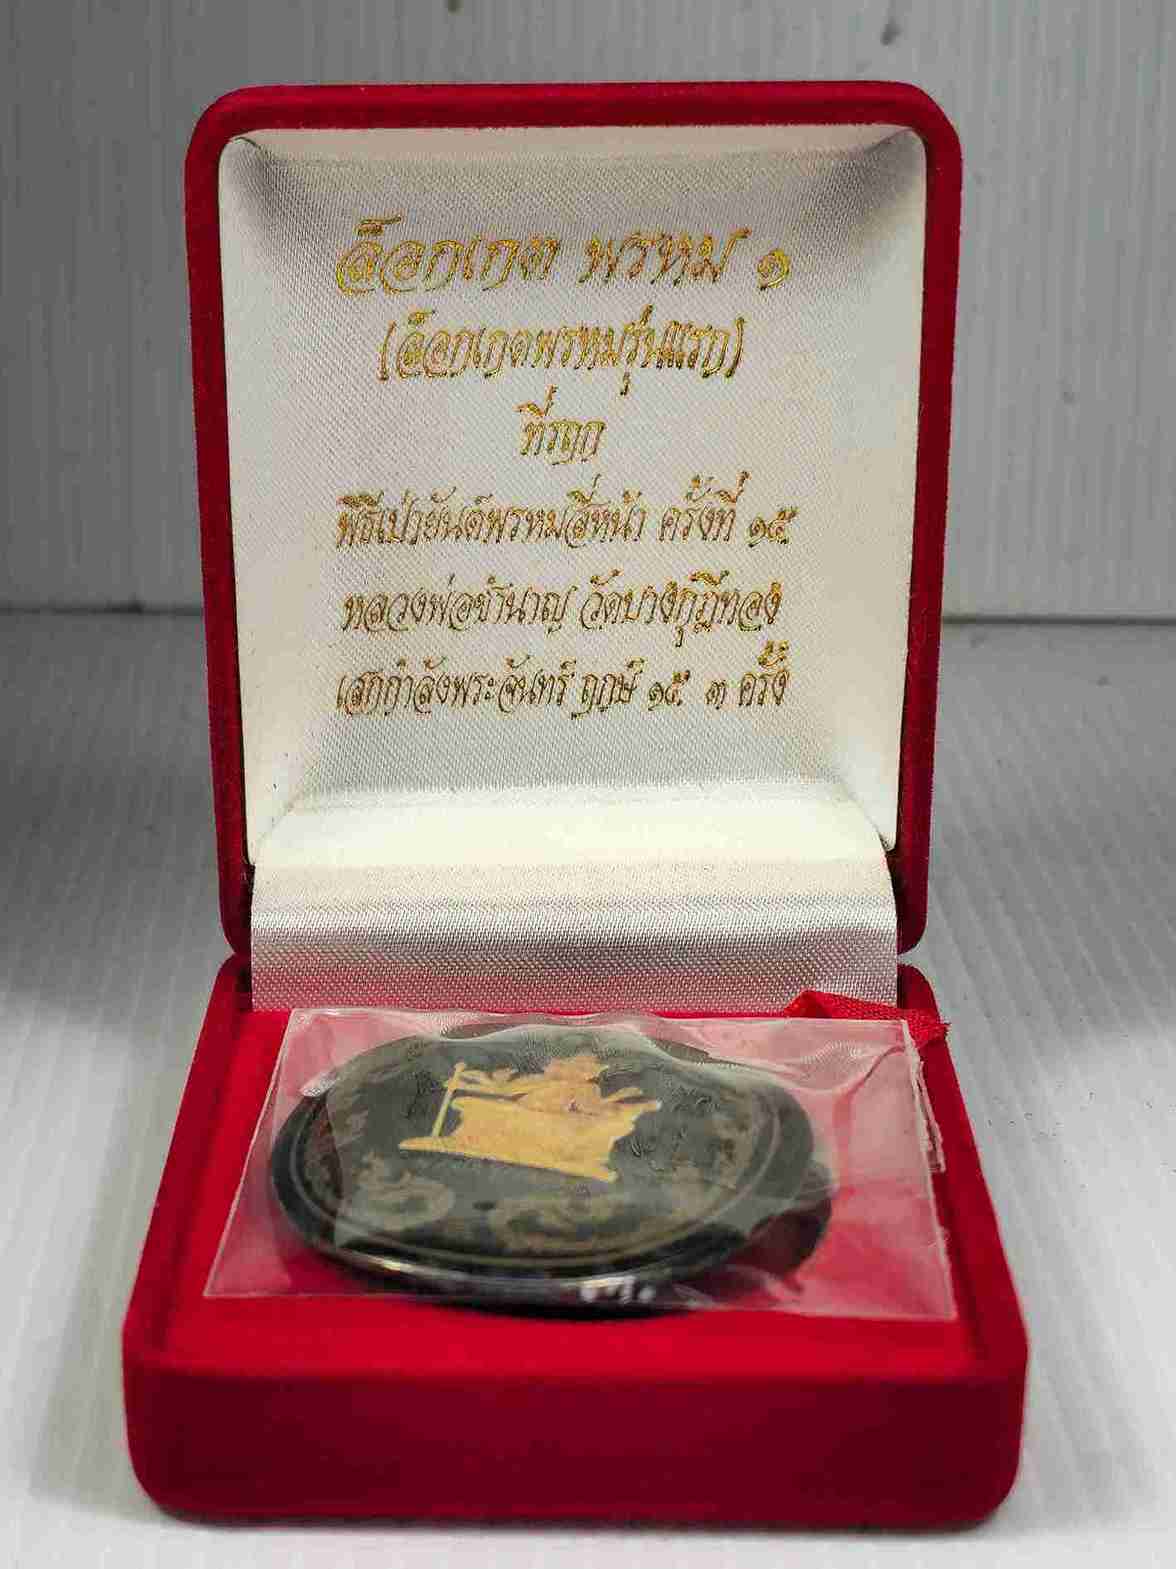 ล็อกเกต พรหม ๑
(ล็อกเกตพรหมรุ่นแรก)
ที่รฤก
พิธีเป่ายันต์พรหมสี่หน้า ครั้งที่ ๑๕
หลวงพ่อชำนาญ วัดบางกุฎีทอง
เสกกำลังพระจันทร์ ฤกษ์ ๑๕ ๓ ครั้ง